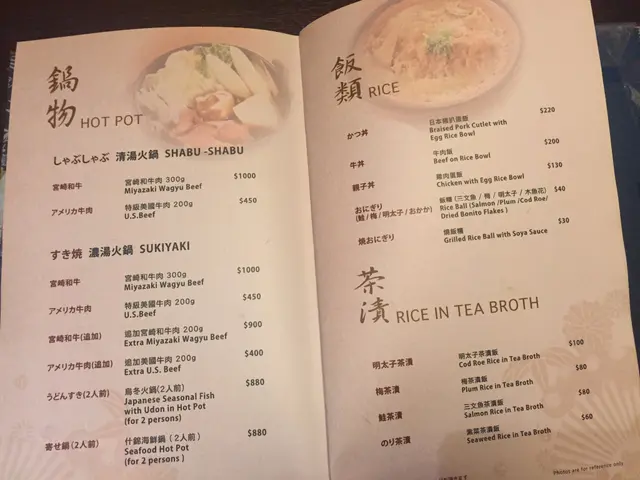 鍋物 HOT POT
しゃぶしゃぶ 清湯火鍋 SHABU-SHABU
宮崎和牛 宮崎和牛肉 300g $1000
Miyazaki Wagyu Beef
アメリカ牛肉 特級美國牛肉 200g $450
U.S.Beef
すき焼 濃湯火鍋 SUKIYAKI
宮崎和牛 宮崎和牛肉 300g $1000
Miyazaki Wagyu Beef
アメリカ牛肉 特級美國牛肉 200g $450
U.S.Beef
宮崎和牛(追加) 追加宮崎和牛肉 200g $900
Extra Miyazaki Wagyu Beef
アメリカ牛肉(追加) 追加美國牛肉 200g $400
Extra U.S. Beef
うどんすき(2人前) 烏冬火鍋(2人前) $880
Japanese Seasonal Fish
with Udon in Hot Pot
(for 2 persons)
寄せ鍋(2人前) 什錦海鮮鍋(2人前) $880
Seafood Hot Pot
(for 2 persons )
飯類 RICE
かつ丼 $220
Braised Pork Cutlet with
Egg Rice Bowl
牛丼 牛肉飯 $200
Beef on Rice Bowl
親子丼 $130
Chicken with Egg Rice Bowl
おにぎり 飯糰 (三文魚 / 梅 / 明太子 / 木魚花) $40
(鮭 / 梅 / 明太子 / おかか) Rice Ball (Salmon /Plum /Cod Roe/
Dried Bonito Flakes )
焼おにぎり 燒飯糰 $30
Grilled Rice Ball with Soya Sauce
茶漬 RICE IN TEA BROTH
明太子茶漬 明太子茶漬飯 $100
Cod Roe Rice in Tea Broth
梅茶漬 梅茶漬飯 $80
Plum Rice in Tea Broth
鮭茶漬 三文魚茶漬飯 $80
Salmon Rice in Tea Broth
のり茶漬 紫菜茶漬飯 $60
Seaweed Rice in Tea Broth
Photos are for reference only